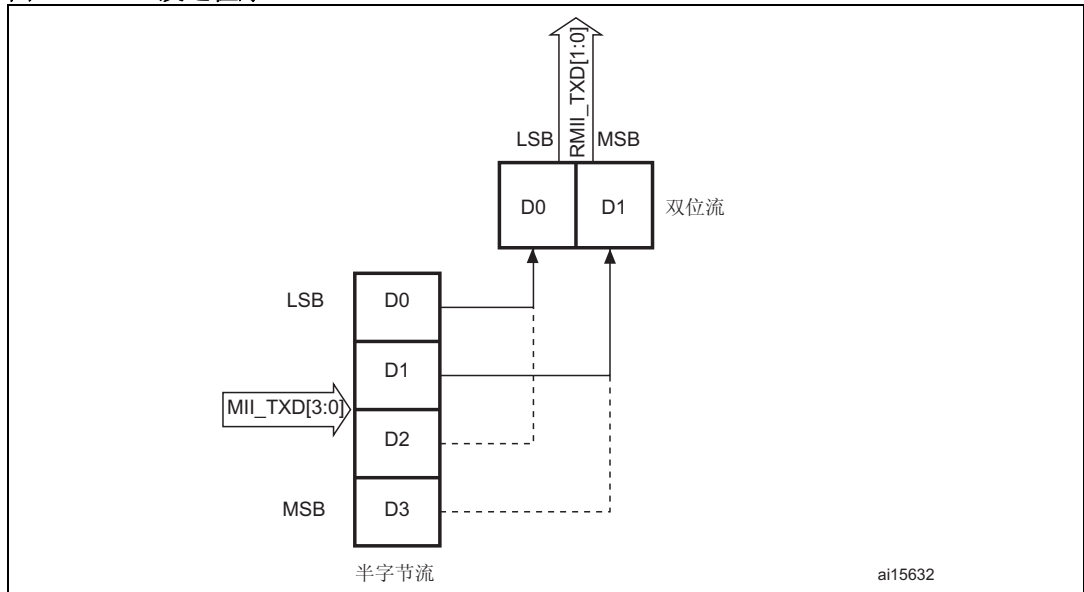 RMII_TXD[1:0]
LSB MSB
D0 D1 双位流
LSB D0
D1
MII_TXD[3:0]
D2
MSB D3
半字节流
ai15632